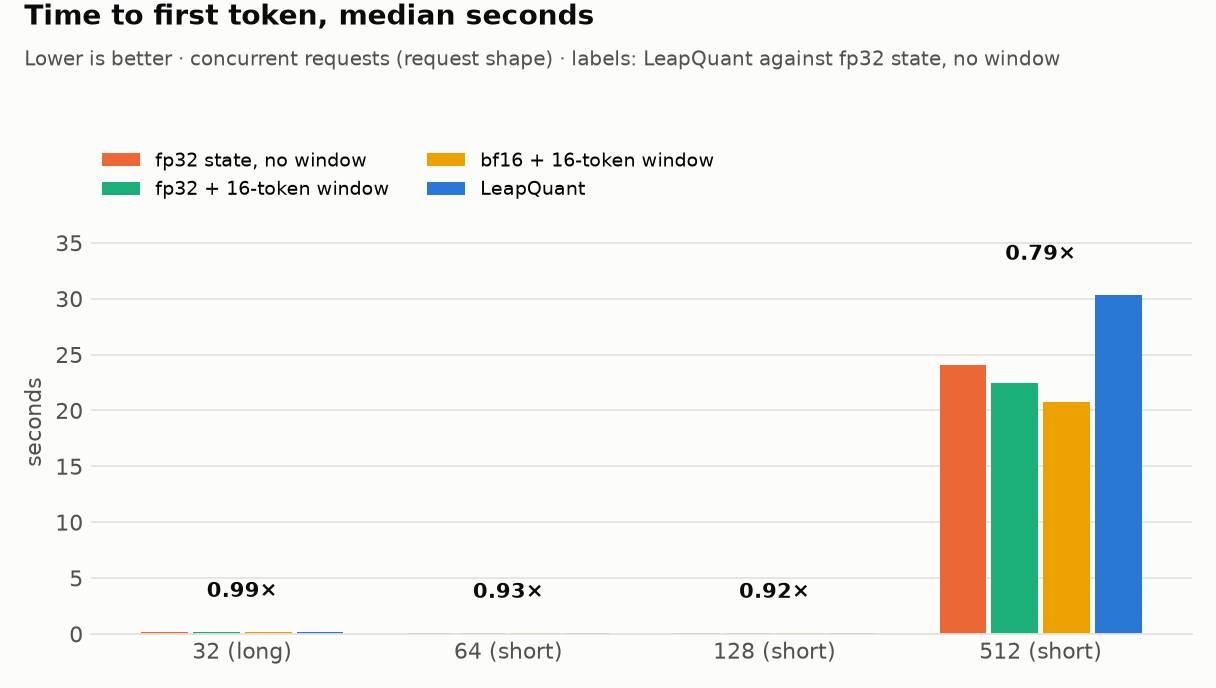 Time to first token, median seconds
Lower is better · concurrent requests (request shape) · labels: LeapQuant against fp32 state, no window
fp32 state, no window
bf16 + 16-token window
fp32 + 16-token window
LeapQuant
35
30
25
20
15
10
5
0
seconds
0.99×
0.93×
0.92×
0.79×
32 (long)
64 (short)
128 (short)
512 (short)